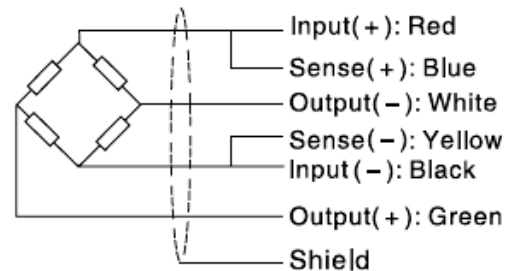 Input(+): Red
Sense(+): Blue
Output(−): White
Sense(−): Yellow
Input(−): Black
Output(+): Green
Shield